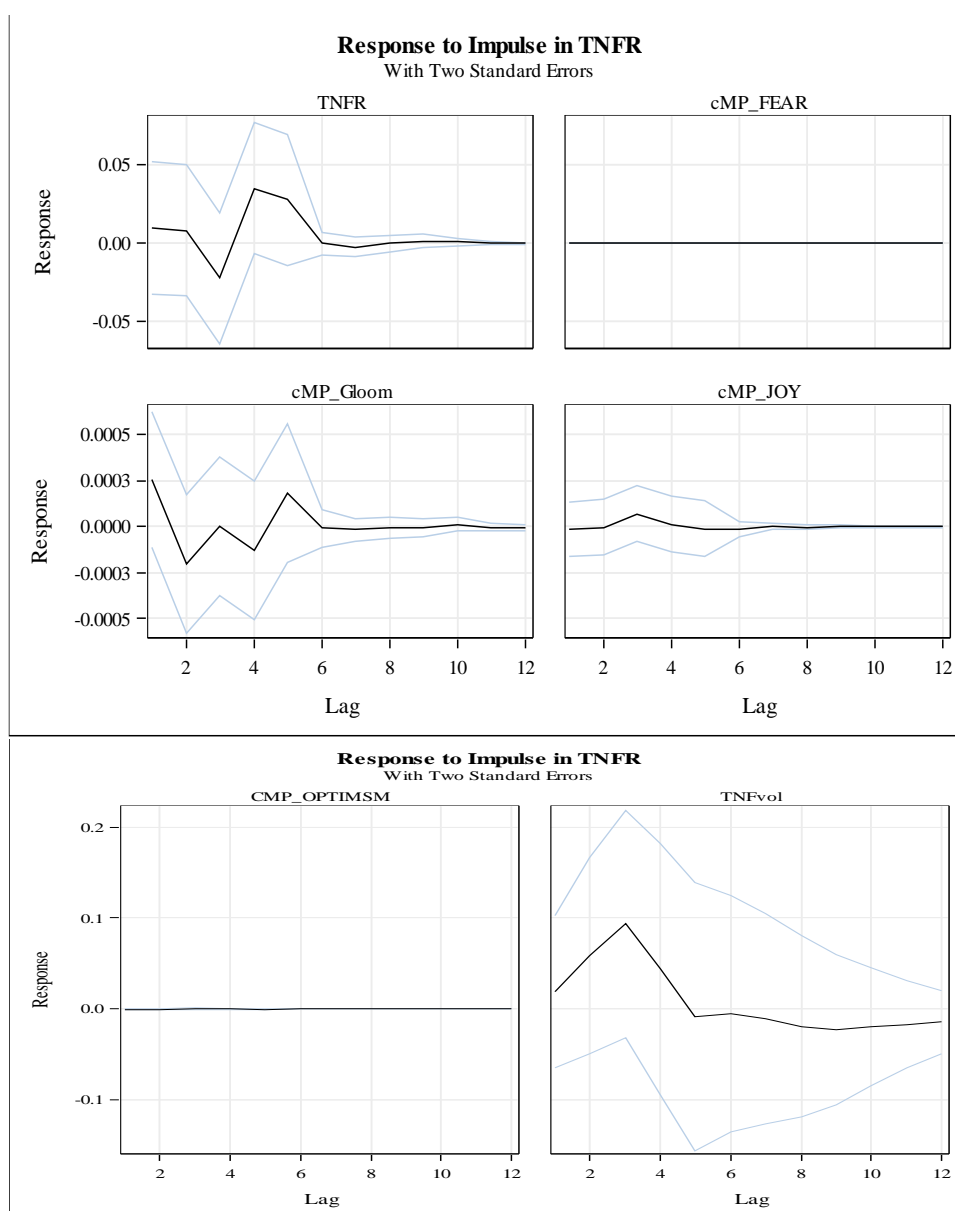 Response to Impulse in TNFR
With Two Standard Errors
TNFR
cMP_FEAR
Response
0.05
0.00
-0.05
cMP_Gloom
cMP_JOY
Response
0.0005
0.0003
0.0000
-0.0003
-0.0005
2 4 6 8 10 12
2 4 6 8 10 12
Lag
Lag
Response to Impulse in TNFR
With Two Standard Errors
CMP_OPTIMSM
TNFvol
Response
0.2
0.1
0.0
-0.1
2 4 6 8 10 12
2 4 6 8 10 12
Lag
Lag